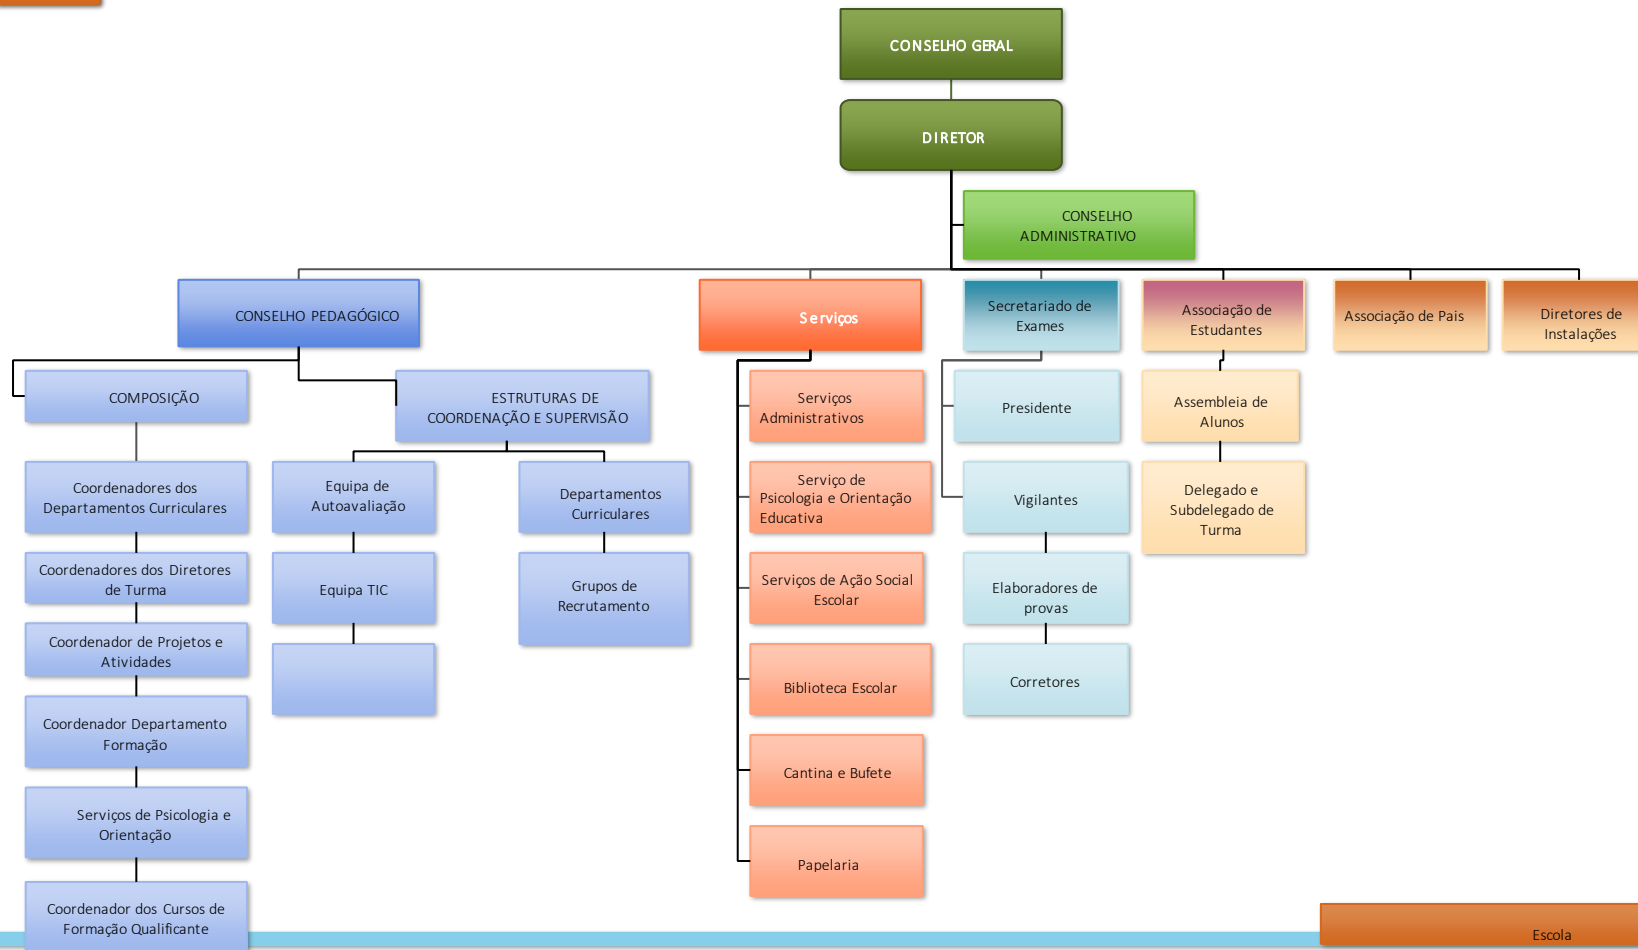 CONSELHO GERAL
DIRETOR
CONSELHO
ADMINISTRATIVO
CONSELHO PEDAGÓGICO
Serviços
Secretariado de
Exames
Associação de
Estudantes
Associação de Pais
Diretores de
Instalações
COMPOSIÇÃO
ESTRUTURAS DE
COORDENAÇÃO E SUPERVISÃO
Serviços
Administrativos
Presidente
Assembleia de
Alunos
Coordenadores dos
Departamentos Curriculares
Equipa de
Autoavaliação
Departamentos
Curriculares
Serviço de
Psicologia e Orientação
Educativa
Vigilantes
Delegado e
Subdelegado de
Turma
Coordenadores dos Diretores
de Turma
Equipa TIC
Grupos de
Recrutamento
Serviços de Ação Social
Escolar
Elaboradores de
provas
Coordenador de Projetos e
Atividades
Biblioteca Escolar
Corretores
Coordenador Departamento
Formação
Cantina e Bufete
Serviços de Psicologia e
Orientação
Papelaria
Coordenador dos Cursos de
Formação Qualificante
Escola